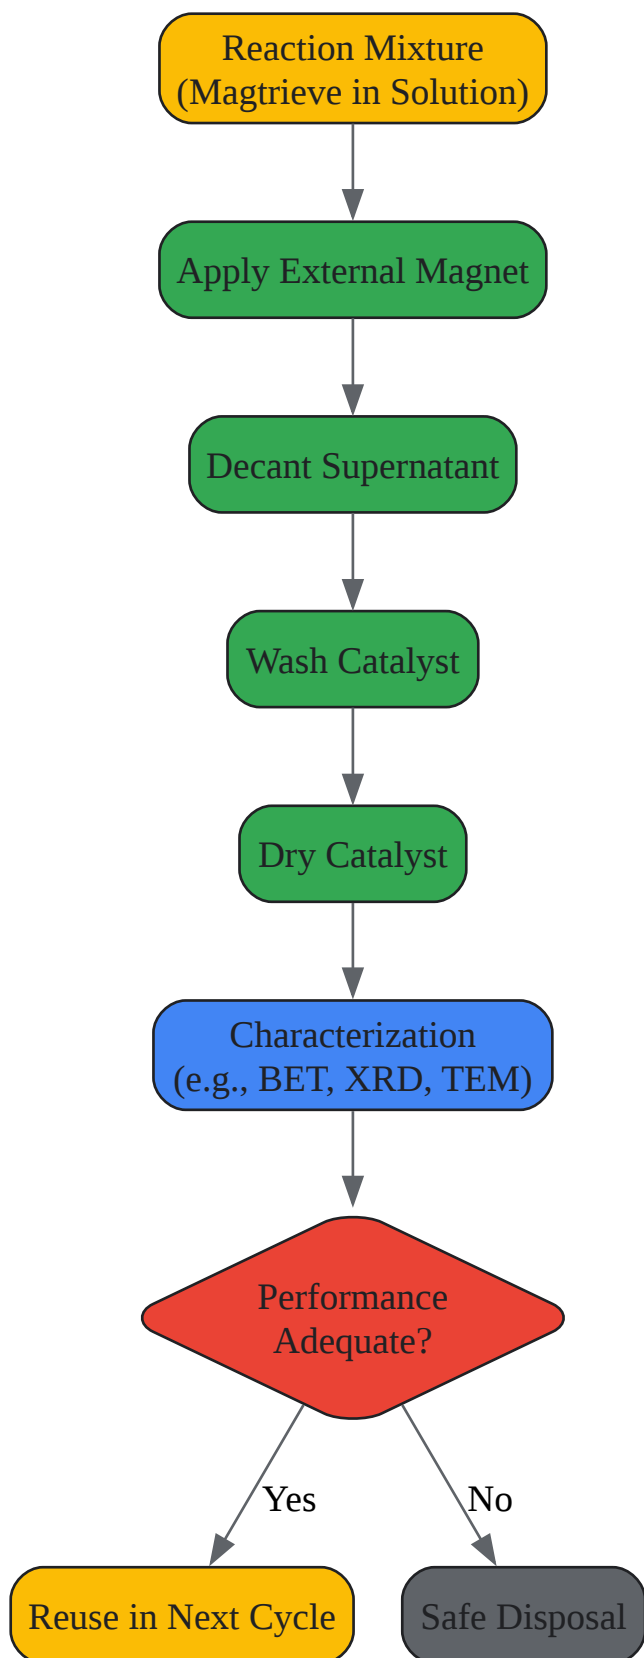 Reaction Mixture
(Magtrieve in Solution)
Apply External Magnet
Decant Supernatant
Wash Catalyst
Dry Catalyst
Characterization
(e.g., BET, XRD, TEM)
Performance
Adequate?
Yes
No
Reuse in Next Cycle
Safe Disposal